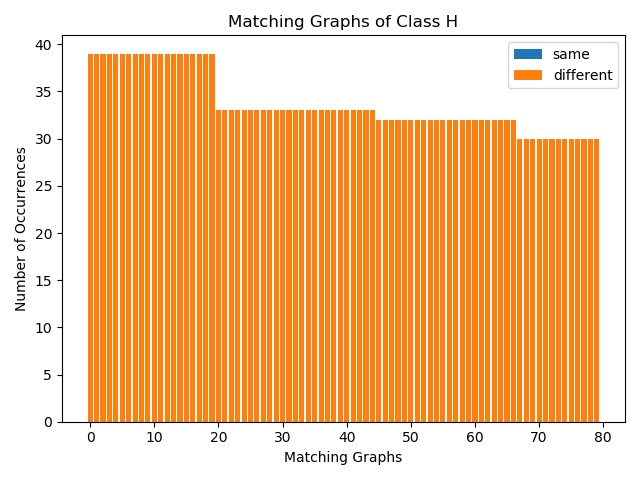 Matching Graphs of Class H
same
different
Number of Occurrences
40
35
30
25
20
15
10
5
0
0 10 20 30 40 50 60 70 80
Matching Graphs